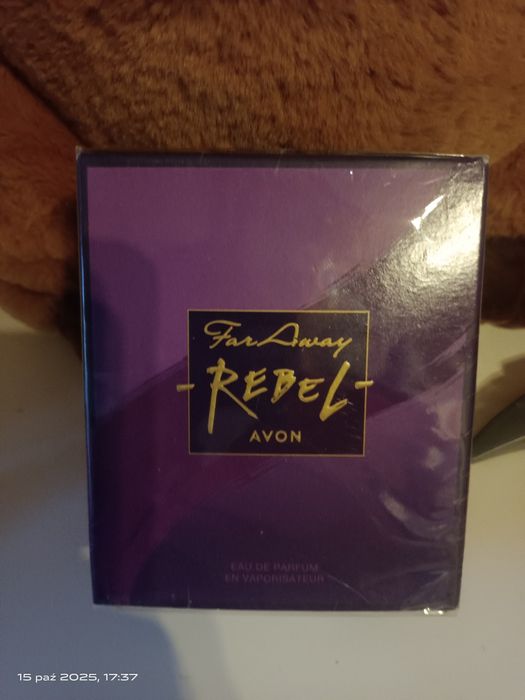 Far Away
-REBEL-
AVON
EAU DE PARFUM
EN VAPORISATEUR
15 paź 2025, 17:37